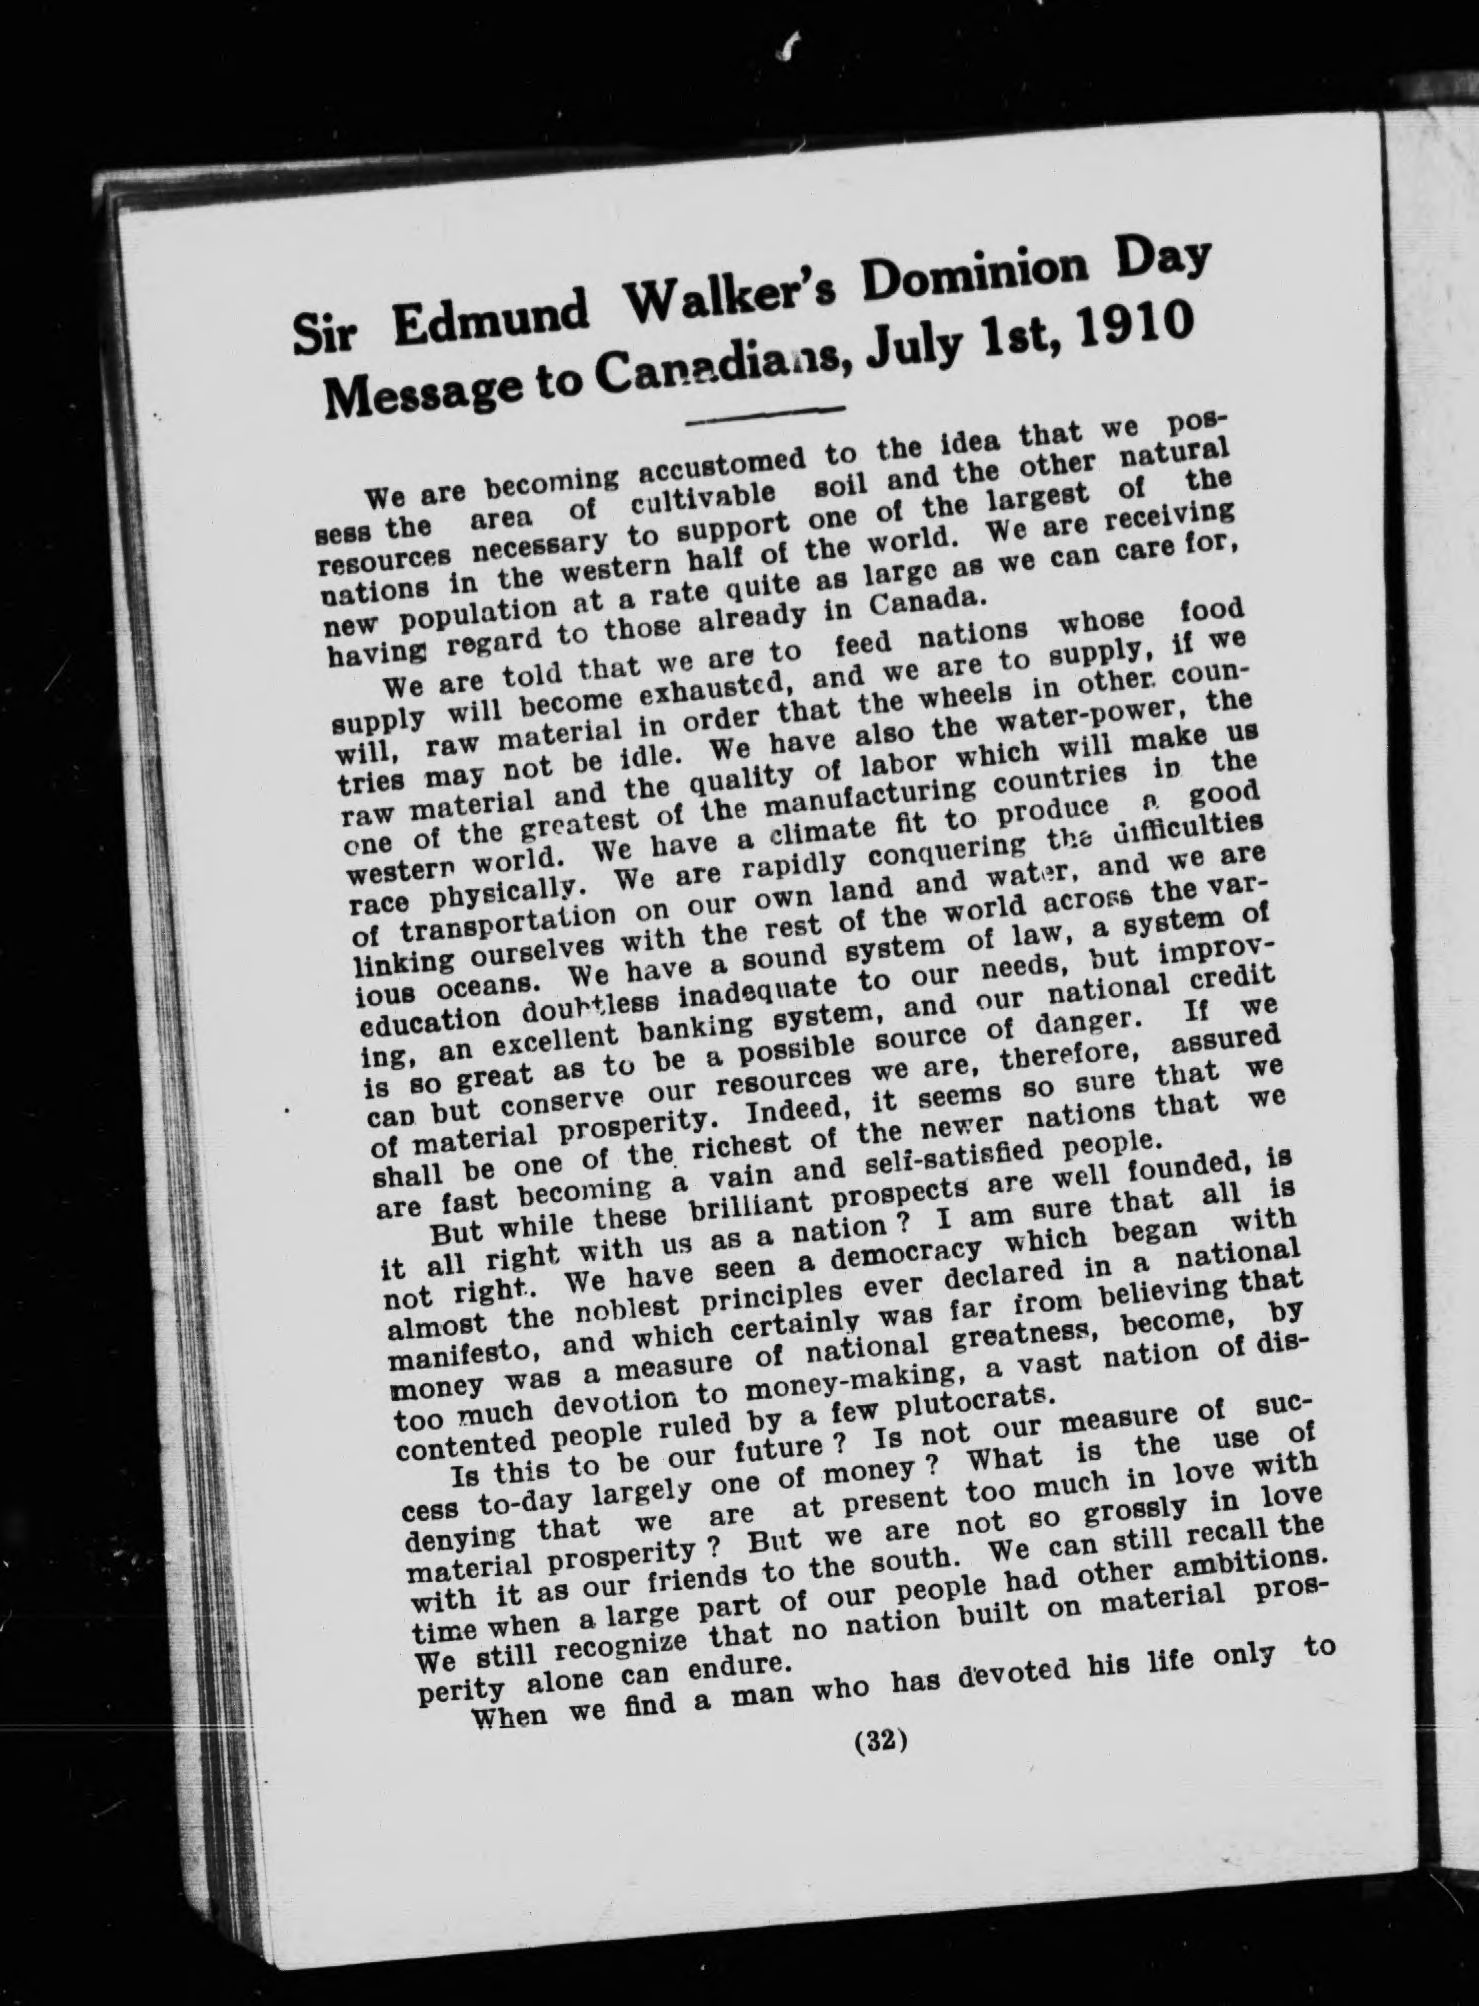 Sir Edmund Walker's Dominion Day
Message to Canadians, July 1st, 1910
We are becoming accustomed to the idea that we pos-
sess the area of cultivable soil and the other natural
resources necessary to support one of the largest of the
nations in the western half of the world. We are receiving
new population at a rate quite as large as we can care for,
having regard to those already in Canada.
We are told that we are to feed nations whose food
supply will become exhausted, and we are to supply, if we
will, raw material in order that the wheels in other coun-
tries may not be idle. We have also the water-power, the
raw material and the quality of labor which will make us
one of the greatest of the manufacturing countries in the
western world. We have a climate fit to produce a good
race physically. We are rapidly conquering the difficulties
of transportation on our own land and water, and we are
linking ourselves with the rest of the world across the var-
ious oceans. We have a sound system of law, a system of
education doubtless inadequate to our needs, but improv-
ing, an excellent banking system, and our national credit
is so great as to be a possible source of danger. If we
can but conserve our resources we are, therefore, assured
of material prosperity. Indeed, it seems so sure that we
shall be one of the richest of the newer nations that we
are fast becoming a vain and self-satisfied people.
But while these brilliant prospects are well founded, is
it all right with us as a nation ? I am sure that all is
not right. We have seen a democracy which began with
almost the noblest principles ever declared in a national
manifesto, and which certainly was far from believing that
money was a measure of national greatness, become, by
too much devotion to money-making, a vast nation of dis-
contented people ruled by a few plutocrats.
Is this to be our future ? Is not our measure of suc-
cess to-day largely one of money ? What is the use of
denying that we are at present too much in love with
material prosperity ? But we are not so grossly in love
with it as our friends to the south. We can still recall the
time when a large part of our people had other ambitions.
We still recognize that no nation built on material pros-
perity alone can endure.
When we find a man who has devoted his life only to
(32)